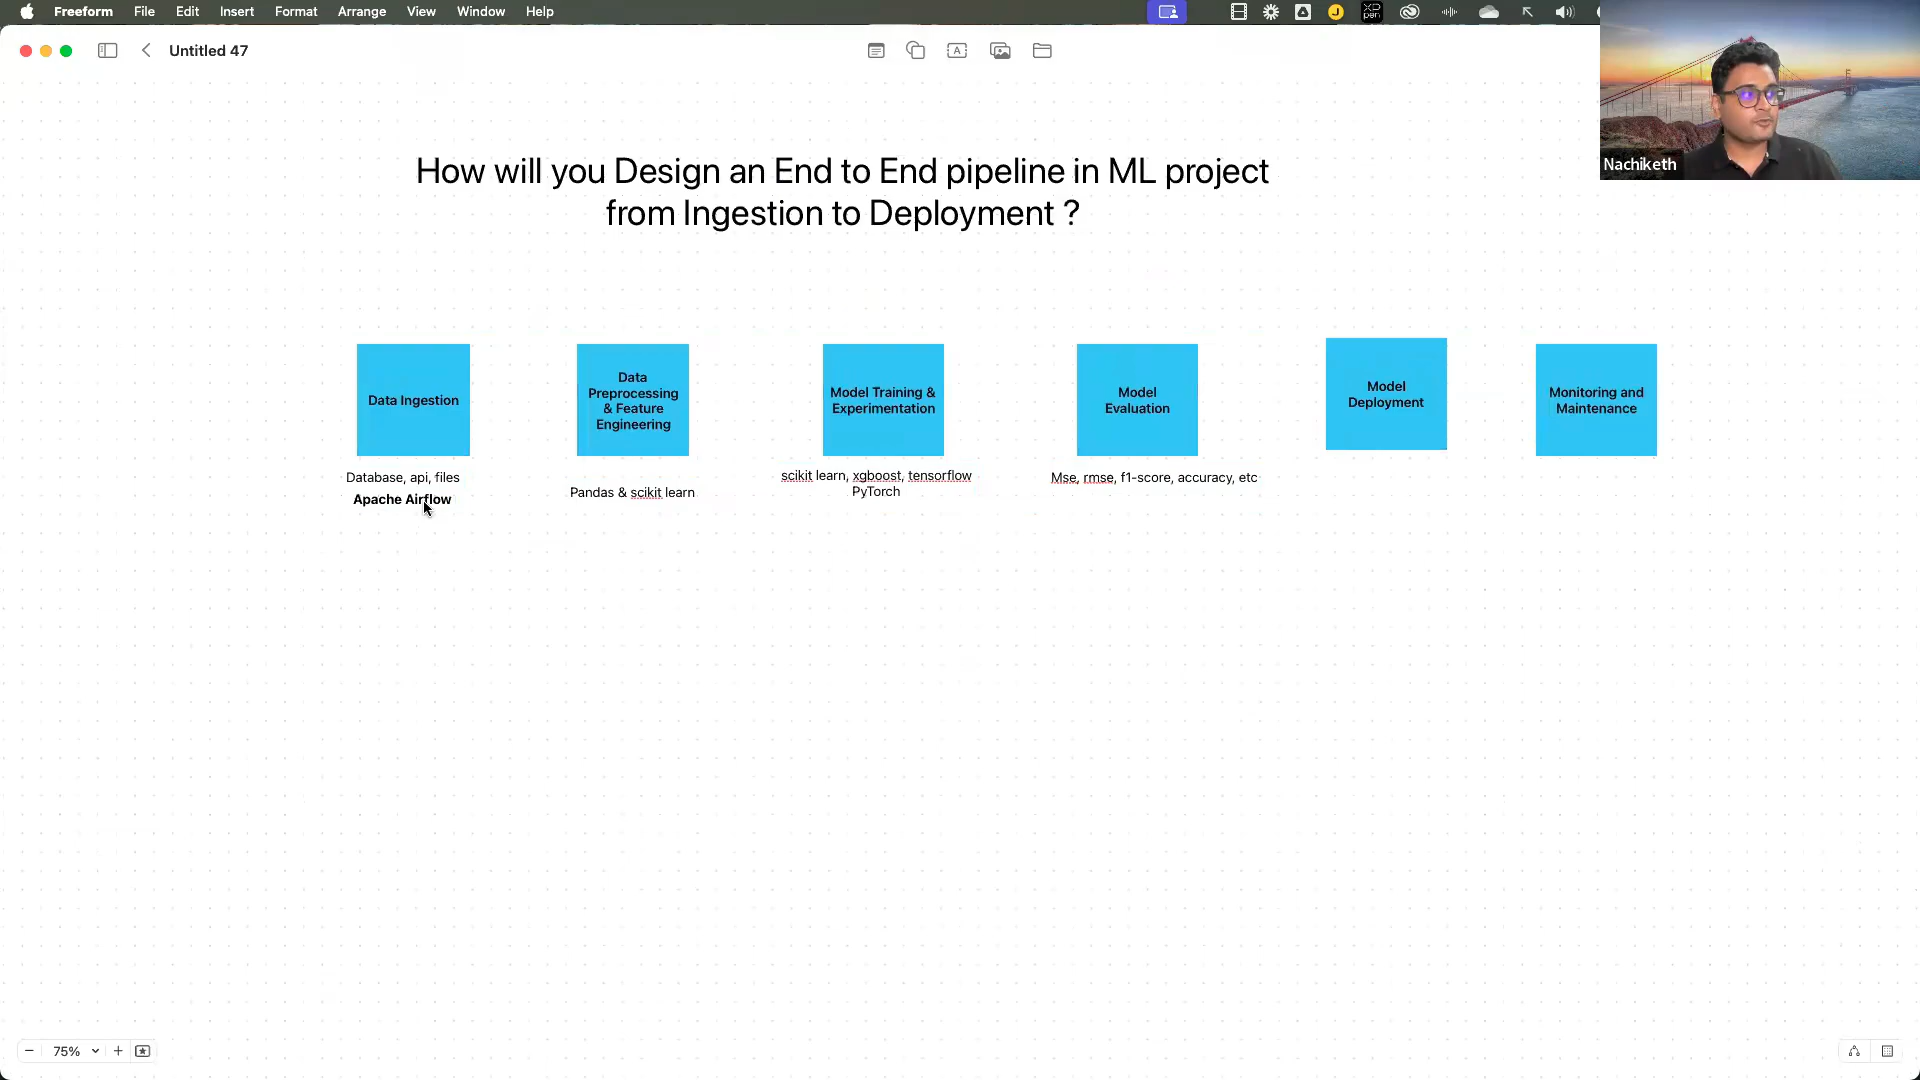 Freeform File Edit Insert Format Arrange View Window Help
Untitled 47
Nachiketh
How will you Design an End to End pipeline in ML project
from Ingestion to Deployment ?
Data Ingestion
Data
Preprocessing
& Feature
Engineering
Model Training &
Experimentation
Model
Evaluation
Model
Deployment
Monitoring and
Maintenance
Database, api, files
Apache Airflow
Pandas & scikit learn
scikit learn, xgboost, tensorflow
PyTorch
Mse, rmse, f1-score, accuracy, etc
75%